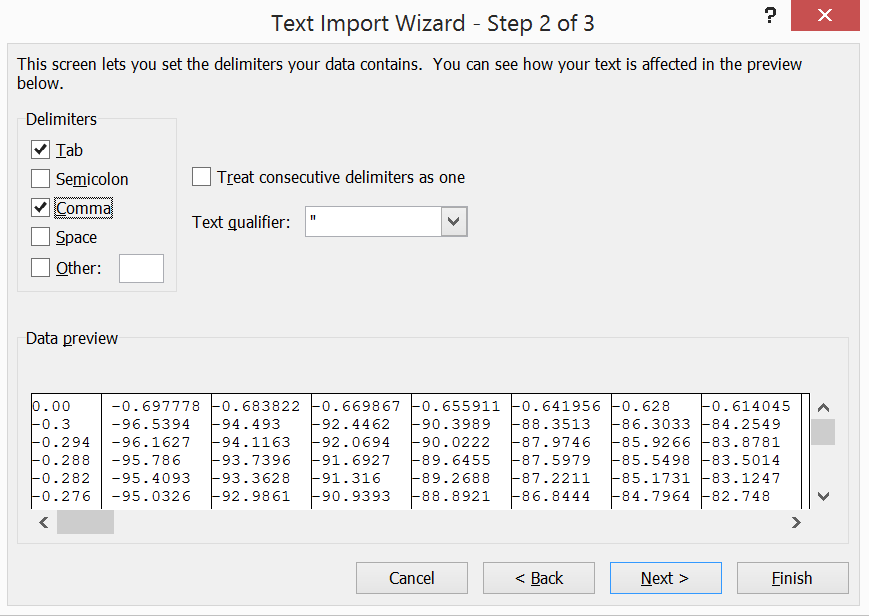 Text Import Wizard - Step 2 of 3
?
This screen lets you set the delimiters your data contains.  You can see how your text is affected in the preview
below.
Delimiters
Tab
Semicolon
Comma
Space
Other:
Treat consecutive delimiters as one
Text qualifier: "
Data preview
0.00 -0.697778 -0.683822 -0.669867 -0.655911 -0.641956 -0.628 -0.614045
-0.3 -96.5394 -94.493 -92.4462 -90.3989 -88.3513 -86.3033 -84.2549
-0.294 -96.1627 -94.1163 -92.0694 -90.0222 -87.9746 -85.9266 -83.8781
-0.288 -95.786 -93.7396 -91.6927 -89.6455 -87.5979 -85.5498 -83.5014
-0.282 -95.4093 -93.3628 -91.316 -89.2688 -87.2211 -85.1731 -83.1247
-0.276 -95.0326 -92.9861 -90.9393 -88.8921 -86.8444 -84.7964 -82.748
Cancel < Back Next > Finish